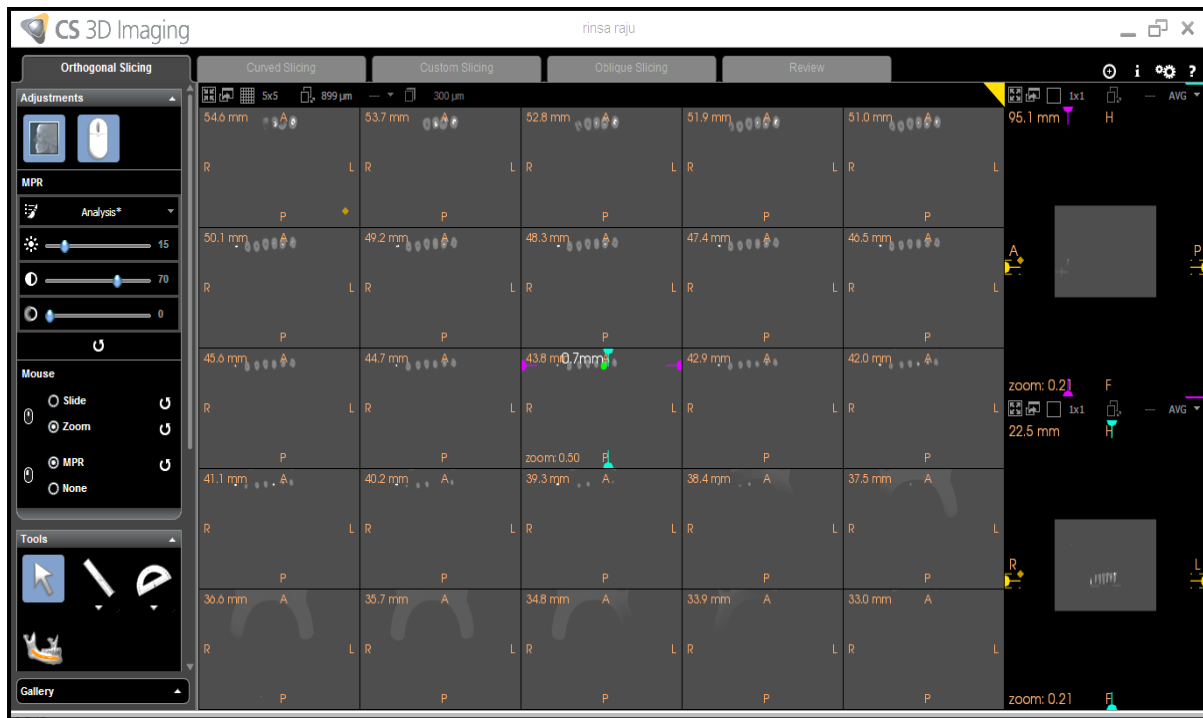 CS 3D Imaging
rinsa raju
Orthogonal Slicing
Curved Slicing
Custom Slicing
Oblique Slicing
Review
i
?
Adjustments
MPR
Analysis*
15
70
0
Mouse
Slide
Zoom
MPR
None
Tools
Gallery
5x5 899 µm — 300 µm
54.6 mm A
R L
P
53.7 mm A
R L
P
52.8 mm A
R L
P
51.9 mm A
R L
P
51.0 mm A
R L
P
50.1 mm A
R L
P
49.2 mm A
R L
P
48.3 mm A
R L
P
47.4 mm A
R L
P
46.5 mm A
R L
P
45.6 mm A
R L
P
44.7 mm A
R L
P
43.8 mm 0.7mm
R L
zoom: 0.50 P
42.9 mm A
R L
P
42.0 mm A
R L
P
41.1 mm A
R L
P
40.2 mm A
R L
P
39.3 mm A
R L
P
38.4 mm A
R L
P
37.5 mm A
R L
P
36.6 mm A
R L
P
35.7 mm A
R L
P
34.8 mm A
R L
P
33.9 mm A
R L
P
33.0 mm A
R L
P
1x1 — AVG
95.1 mm H
A P
zoom: 0.21 F
1x1 — AVG
22.5 mm H
R L
zoom: 0.21 F